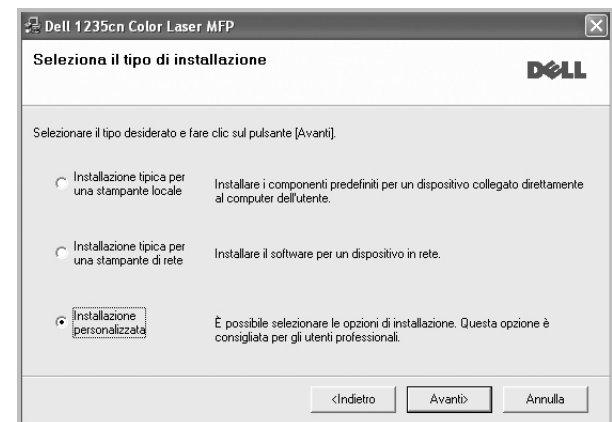 Dell 1235cn Color Laser MFP
Seleziona il tipo di installazione
DELL
Selezionare il tipo desiderato e fare clic sul pulsante [Avanti].
Installazione tipica per
una stampante locale
Installare i componenti predefiniti per un dispositivo collegato direttamente
al computer dell'utente.
Installazione tipica per
una stampante di rete
Installare il software per un dispositivo in rete.
Installazione
personalizzata
È possibile selezionare le opzioni di installazione. Questa opzione è
consigliata per gli utenti professionali.
<Indietro
Avanti>
Annulla